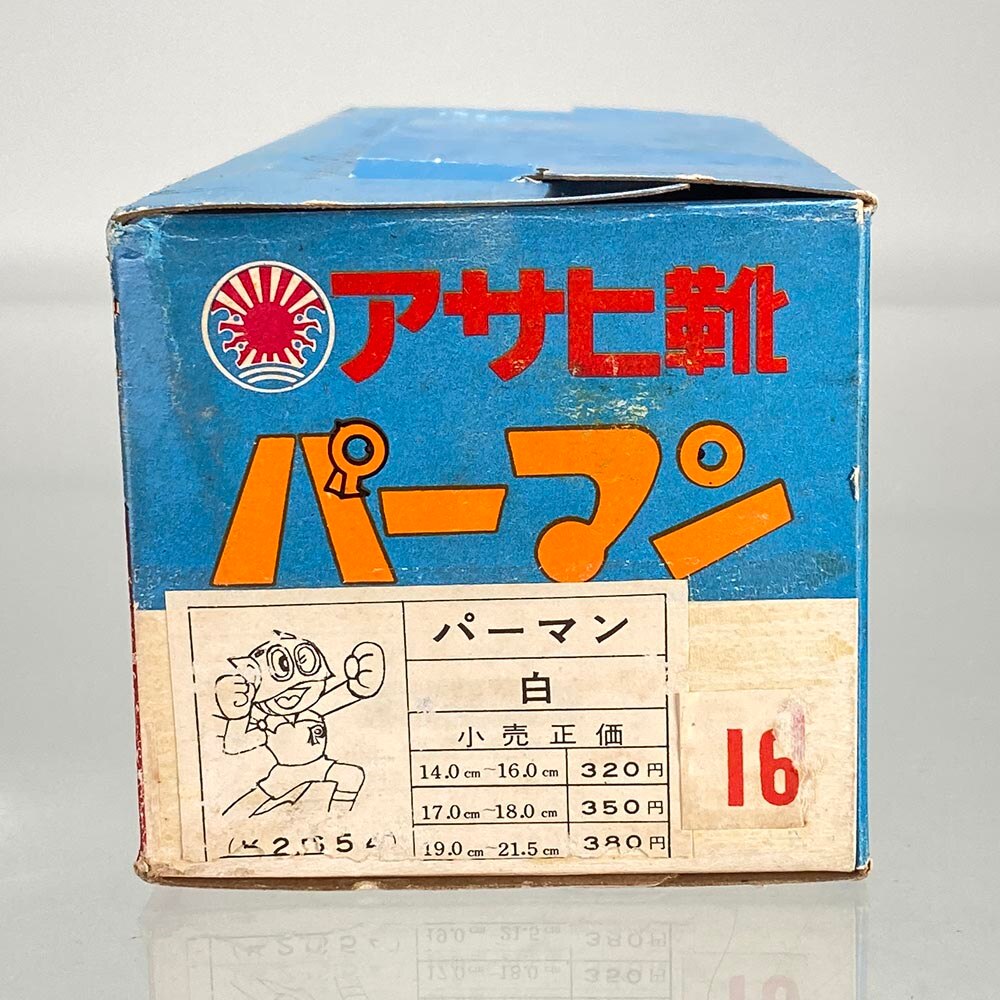 アサヒ靴
パーマン
パーマン
白
小売正価
14.0cm~16.0cm 320円
17.0cm~18.0cm 350円
19.0cm~21.5cm 380円
P
16